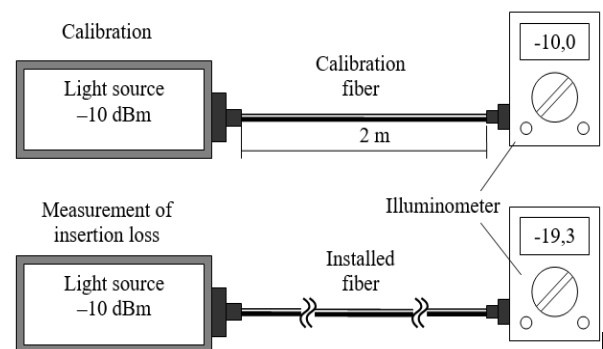 Calibration
Light source
–10 dBm
Calibration
fiber
2 m
-10,0
Illuminometer
Measurement of
insertion loss
Light source
–10 dBm
Installed
fiber
-19,3